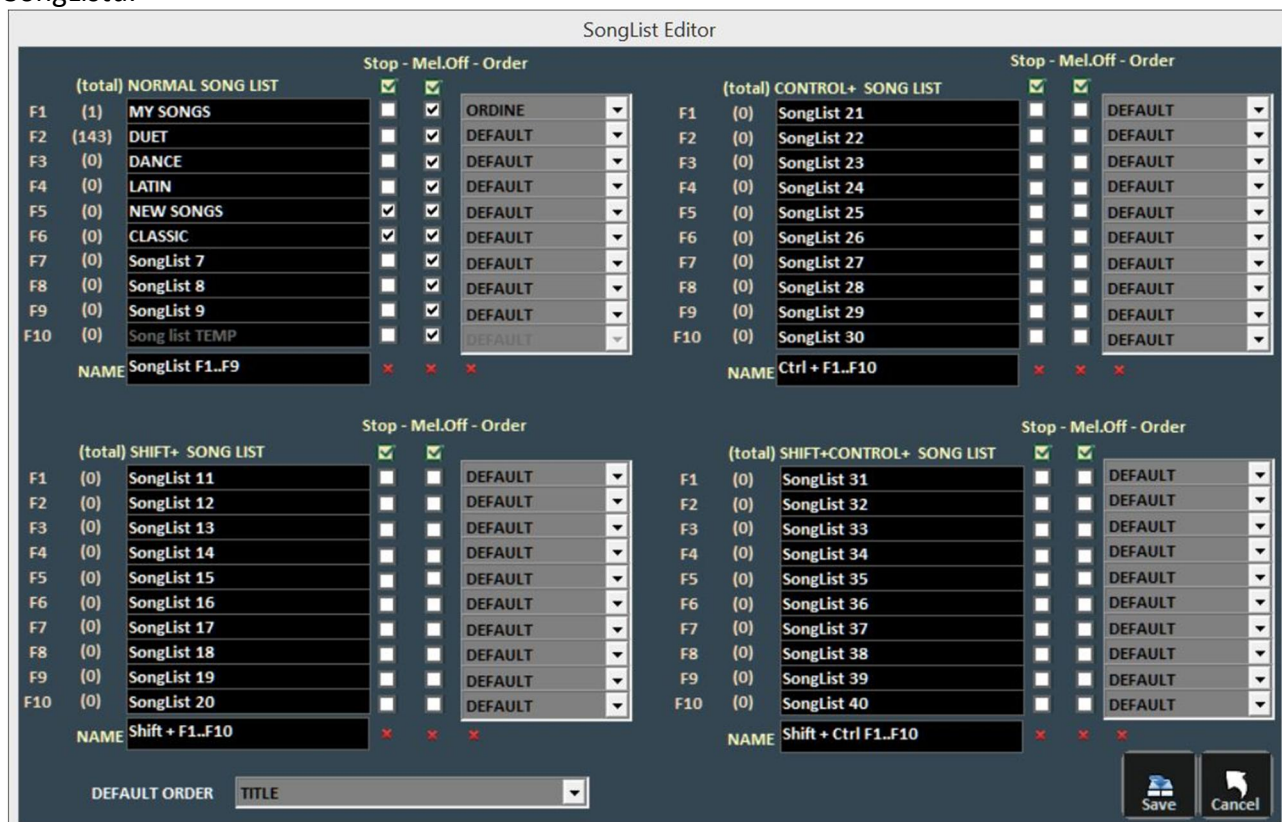 SongList Editor
Stop - Mel.Off - Order
(total) NORMAL SONG LIST
F1 (1) MY SONGS ORDINE
F2 (143) DUET DEFAULT
F3 (0) DANCE DEFAULT
F4 (0) LATIN DEFAULT
F5 (0) NEW SONGS DEFAULT
F6 (0) CLASSIC DEFAULT
F7 (0) SongList 7 DEFAULT
F8 (0) SongList 8 DEFAULT
F9 (0) SongList 9 DEFAULT
F10 (0) Song list TEMP DEFAULT
NAME SongList F1..F9
Stop - Mel.Off - Order
(total) CONTROL+ SONG LIST
F1 (0) SongList 21 DEFAULT
F2 (0) SongList 22 DEFAULT
F3 (0) SongList 23 DEFAULT
F4 (0) SongList 24 DEFAULT
F5 (0) SongList 25 DEFAULT
F6 (0) SongList 26 DEFAULT
F7 (0) SongList 27 DEFAULT
F8 (0) SongList 28 DEFAULT
F9 (0) SongList 29 DEFAULT
F10 (0) SongList 30 DEFAULT
NAME Ctrl + F1..F10
Stop - Mel.Off - Order
(total) SHIFT+ SONG LIST
F1 (0) SongList 11 DEFAULT
F2 (0) SongList 12 DEFAULT
F3 (0) SongList 13 DEFAULT
F4 (0) SongList 14 DEFAULT
F5 (0) SongList 15 DEFAULT
F6 (0) SongList 16 DEFAULT
F7 (0) SongList 17 DEFAULT
F8 (0) SongList 18 DEFAULT
F9 (0) SongList 19 DEFAULT
F10 (0) SongList 20 DEFAULT
NAME Shift + F1..F10
Stop - Mel.Off - Order
(total) SHIFT+CONTROL+ SONG LIST
F1 (0) SongList 31 DEFAULT
F2 (0) SongList 32 DEFAULT
F3 (0) SongList 33 DEFAULT
F4 (0) SongList 34 DEFAULT
F5 (0) SongList 35 DEFAULT
F6 (0) SongList 36 DEFAULT
F7 (0) SongList 37 DEFAULT
F8 (0) SongList 38 DEFAULT
F9 (0) SongList 39 DEFAULT
F10 (0) SongList 40 DEFAULT
NAME Shift + Ctrl F1..F10
DEFAULT ORDER TITLE
Save Cancel